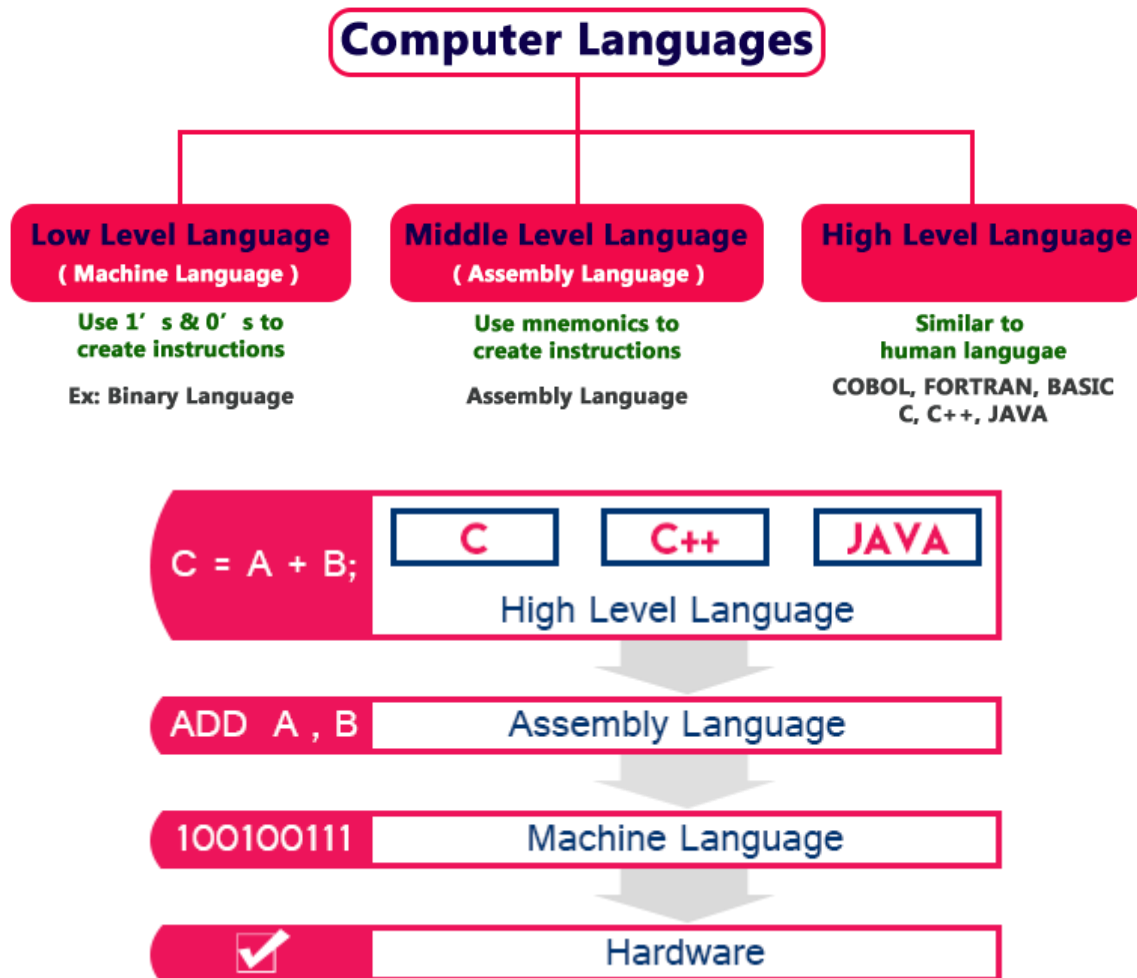 Computer Languages
Low Level Language
( Machine Language )
Use 1′ s & 0′ s to
create instructions
Ex: Binary Language
Middle Level Language
( Assembly Language )
Use mnemonics to
create instructions
Assembly Language
High Level Language
Similar to
human langugae
COBOL, FORTRAN, BASIC
C, C++, JAVA
C = A + B;
C
C++
JAVA
High Level Language
ADD A , B
Assembly Language
100100111
Machine Language
Hardware